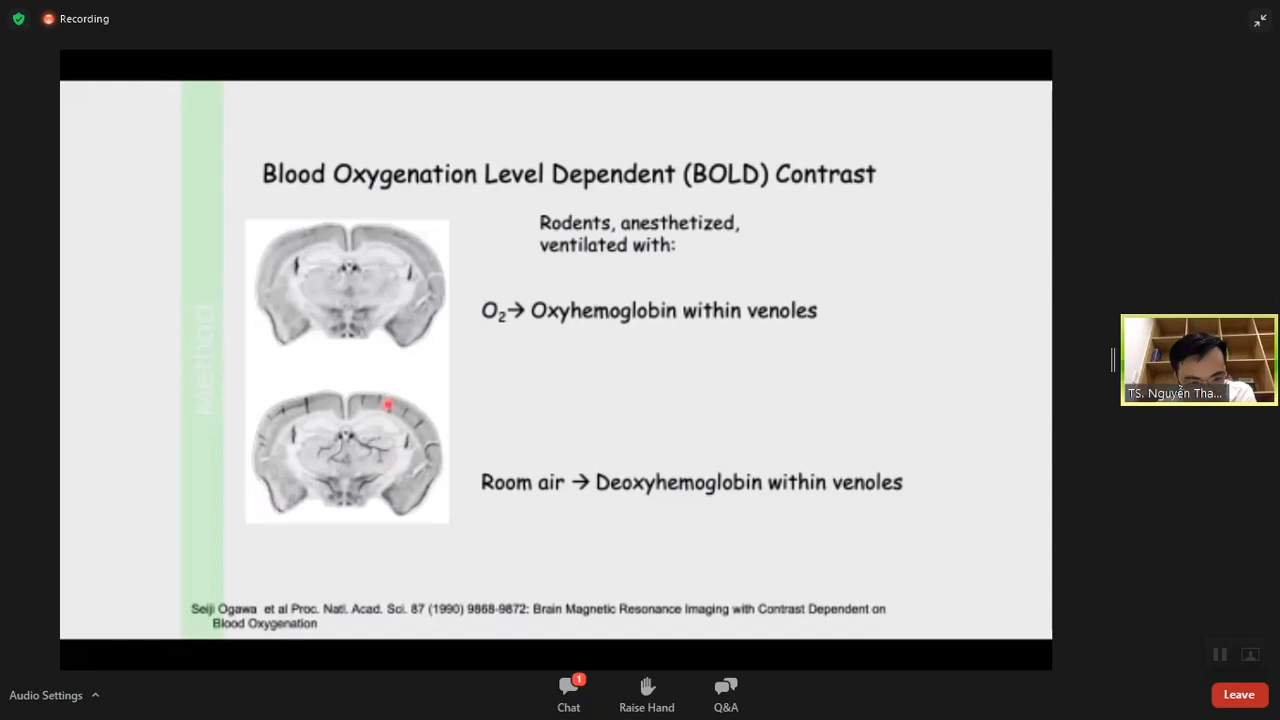 Recording
Blood Oxygenation Level Dependent (BOLD) Contrast
Rodents, anesthetized,
ventilated with:
O₂→ Oxyhemoglobin within venoles
Method
Room air → Deoxyhemoglobin within venoles
Seiji Ogawa et al Proc. Natl. Acad. Sci. 87 (1990) 9868-9872: Brain Magnetic Resonance Imaging with Contrast Dependent on
Blood Oxygenation
TS. Nguyễn Tha...
Audio Settings
1
Chat
Raise Hand
Q&A
Leave